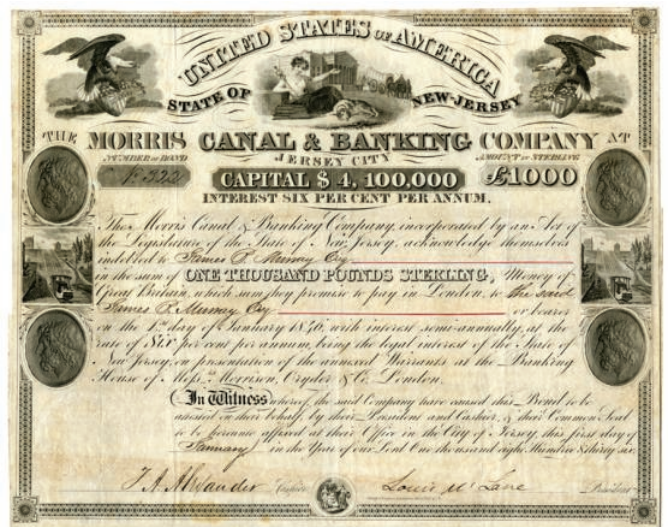 UNITED STATES OF AMERICA
STATE OF NEW-JERSEY
THE MORRIS CANAL & BANKING COMPANY AT
NUMBER OF BOND JERSEY CITY AMOUNT IN STERLING
CAPITAL $ 4,100,000 £1000
INTEREST SIX PER CENT PER ANNUM.
The Morris Canal & Banking Company, incorporated by an Act of
the Legislature of the State of New Jersey, acknowledge themselves
indebted to James B. Murray Esq
in the sum of ONE THOUSAND POUNDS STERLING, Money of
Great Britain, which sum they promise to pay in London, to the said
James B. Murray Esq or bearer
on the 1st day of January 18, with interest semi-annually, at the
rate of Six per cent per annum, being the legal interest of the State of
New Jersey, on presentation of the annexed Warrants at the Banking
House of Messrs Morrison, Cryder & Co. London.
In Witness whereof, the said Company have caused this Bond to be
attested on their behalf, by their President and Cashier, & their Common Seal
to be hereunto affixed at their Office in the City of Jersey, this first day of
January in the Year of our Lord One thousand eight Hundred & thirty six.
Cashier Louis McLane President